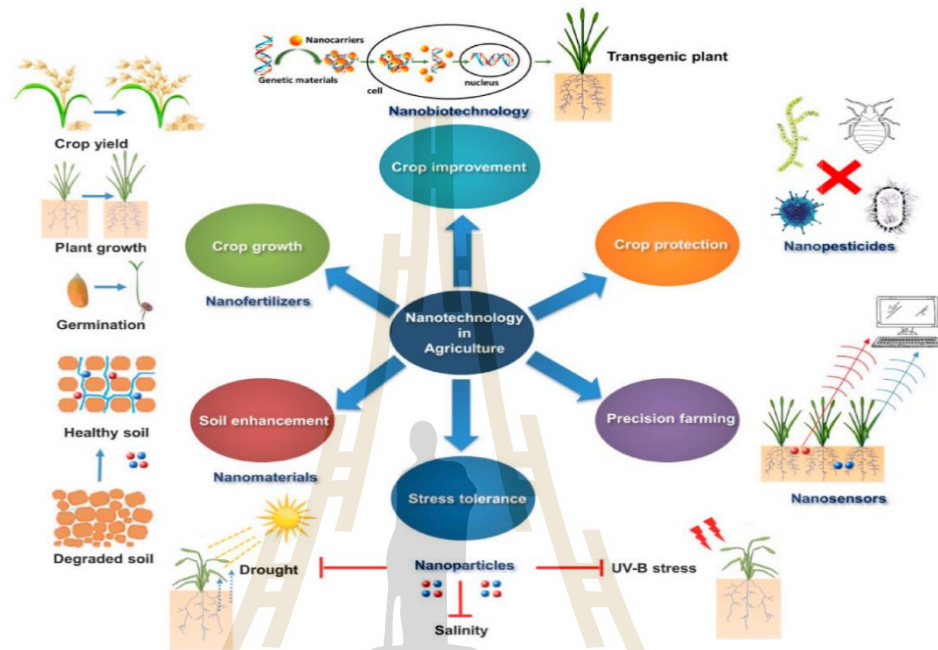 Nanocarriers
Genetic materials
cell
nucleus
Transgenic plant
Nanobiotechnology
Crop improvement
Crop yield
Plant growth
Germination
Crop growth
Nanofertilizers
Crop protection
Nanopesticides
Nanotechnology
in
Agriculture
Healthy soil
Degraded soil
Soil enhancement
Nanomaterials
Precision farming
Nanosensors
Stress tolerance
Nanoparticles
Drought
UV-B stress
Salinity